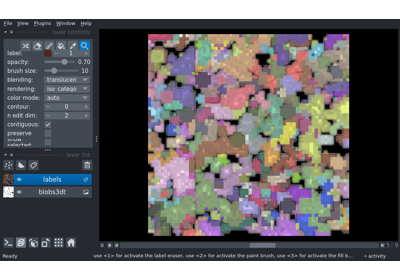 File View Plugins Window Help
layer controls
label: 1
opacity: 0.70
brush size: 10
blending: translucen
rendering: iso_catego
color mode: auto
contour: 0
n edit dim: 2
contiguous:
preserve
selected:
layer list
labels
blobs3dt
Ready
use <1> for activate the label eraser, use <2> for activate the paint brush, use <3> for activate the fill b...
activity